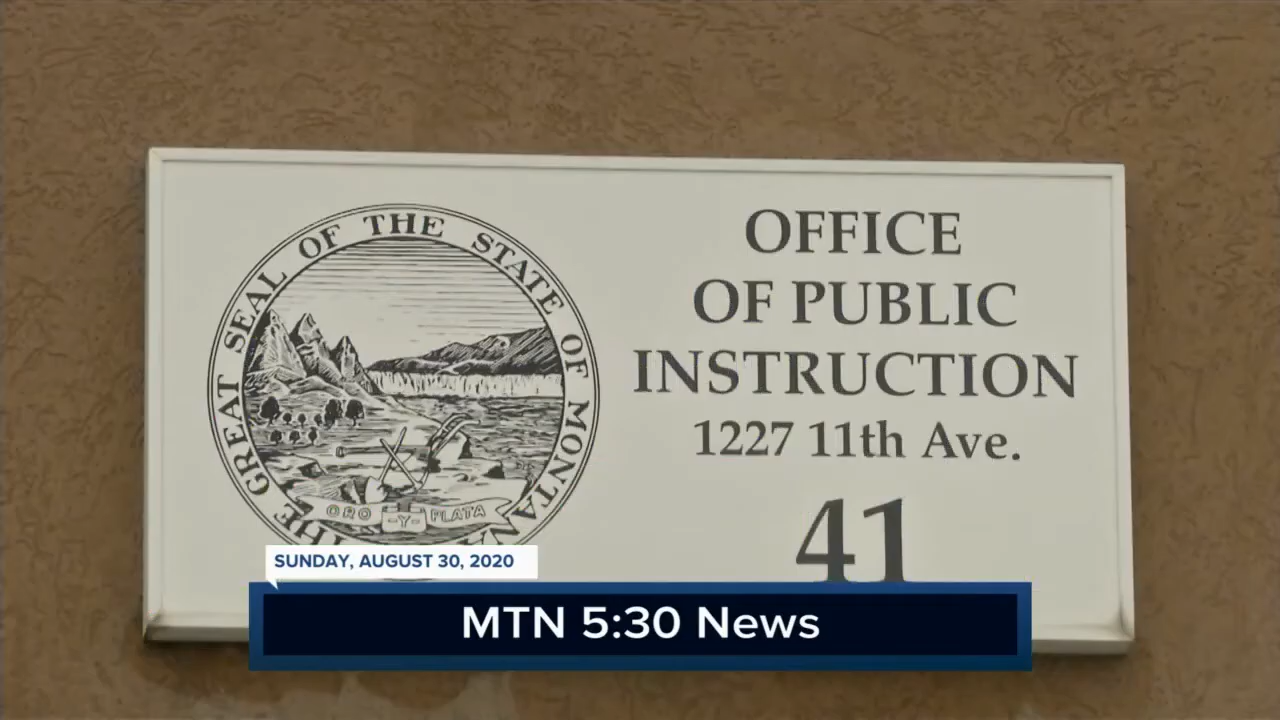 THE GREAT SEAL OF THE STATE OF MONTANA
ORO -Y- PLATA
OFFICE
OF PUBLIC
INSTRUCTION
1227 11th Ave.
41
SUNDAY, AUGUST 30, 2020
MTN 5:30 News